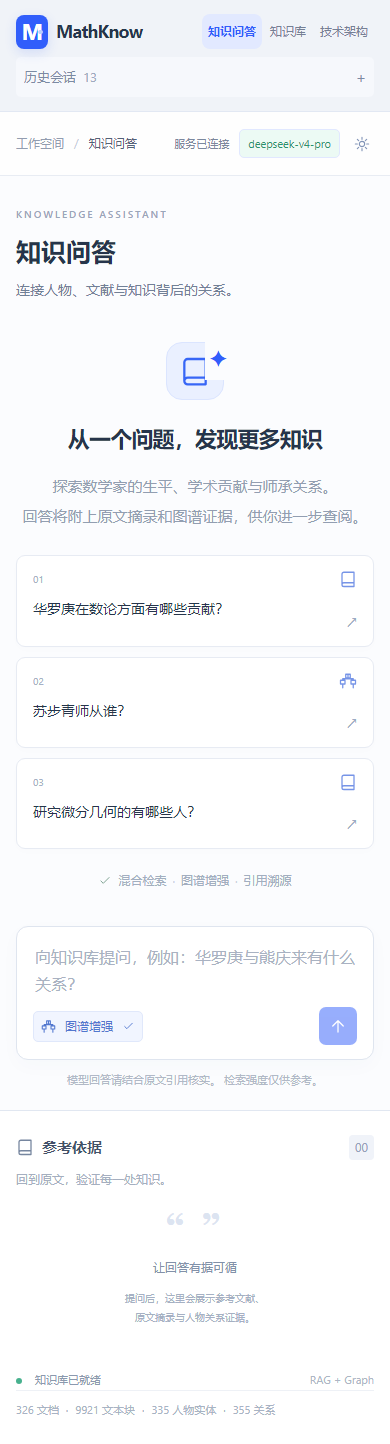 M MathKnow 知识问答 知识库 技术架构
历史会话 13 +
工作空间 / 知识问答 服务已连接 deepseek-v4-pro
KNOWLEDGE ASSISTANT
知识问答
连接人物、文献与知识背后的关系。
从一个问题，发现更多知识
探索数学家的生平、学术贡献与师承关系。
回答将附上原文摘录和图谱证据，供你进一步查阅。
01
华罗庚在数论方面有哪些贡献？
↗
02
苏步青师从谁？
↗
03
研究微分几何的有哪些人？
↗
✓ 混合检索 · 图谱增强 · 引用溯源
向知识库提问，例如：华罗庚与熊庆来有什么
关系？
图谱增强 ✓
模型回答请结合原文引用核实。 检索强度仅供参考。
参考依据 00
回到原文，验证每一处知识。
“ ”
让回答有据可循
提问后，这里会展示参考文献、
原文摘录与人物关系证据。
知识库已就绪 RAG + Graph
326 文档 · 9921 文本块 · 335 人物实体 · 355 关系